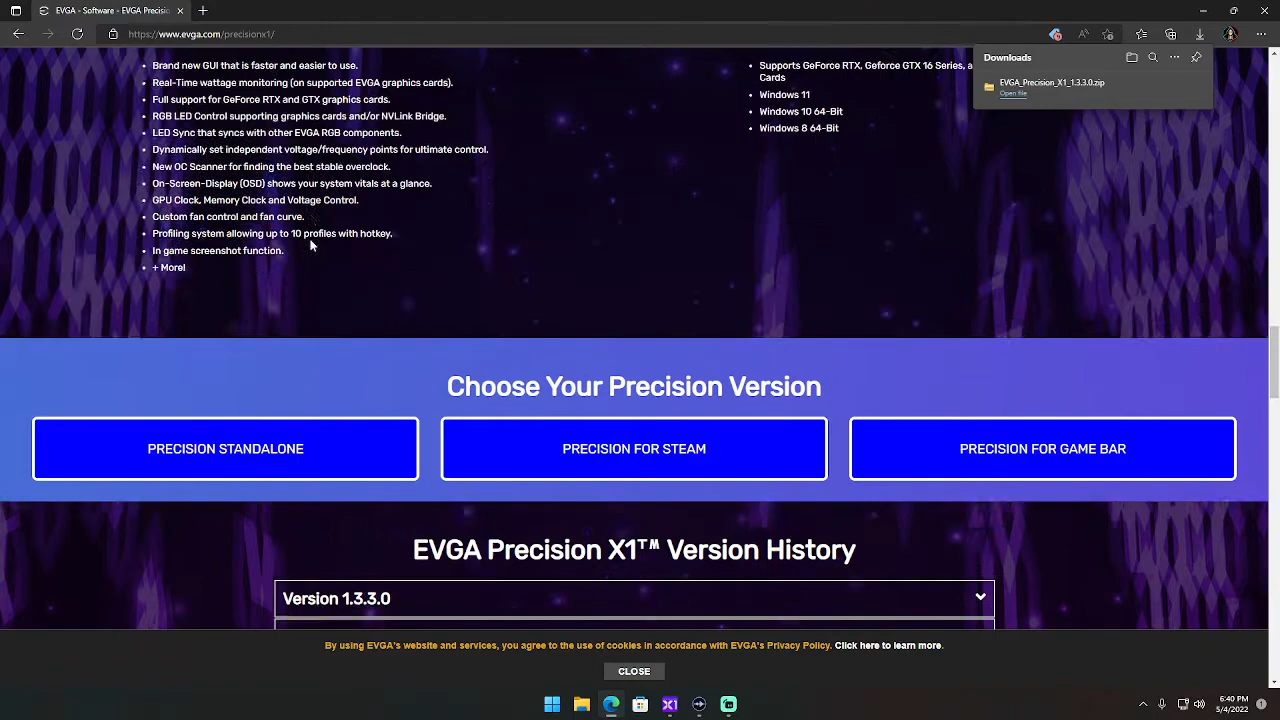 EVGA - Software - EVGA Precisio
https://www.evga.com/precisionx1/
Downloads
EVGA_Precision_X1_1.3.3.0.zip
Open file
Brand new GUI that is faster and easier to use.
Real-Time wattage monitoring (on supported EVGA graphics cards).
Full support for GeForce RTX and GTX graphics cards.
RGB LED Control supporting graphics cards and/or NVLink Bridge.
LED Sync that syncs with other EVGA RGB components.
Dynamically set independent voltage/frequency points for ultimate control.
New OC Scanner for finding the best stable overclock.
On-Screen-Display (OSD) shows your system vitals at a glance.
GPU Clock, Memory Clock and Voltage Control.
Custom fan control and fan curve.
Profiling system allowing up to 10 profiles with hotkey.
In game screenshot function.
+ More!
Supports GeForce RTX, Geforce GTX 16 Series, a
Cards
Windows 11
Windows 10 64-Bit
Windows 8 64-Bit
Choose Your Precision Version
PRECISION STANDALONE
PRECISION FOR STEAM
PRECISION FOR GAME BAR
EVGA Precision X1™ Version History
Version 1.3.3.0
By using EVGA's website and services, you agree to the use of cookies in accordance with EVGA's Privacy Policy. Click here to learn more.
CLOSE
X1
6:40 PM
5/4/2022